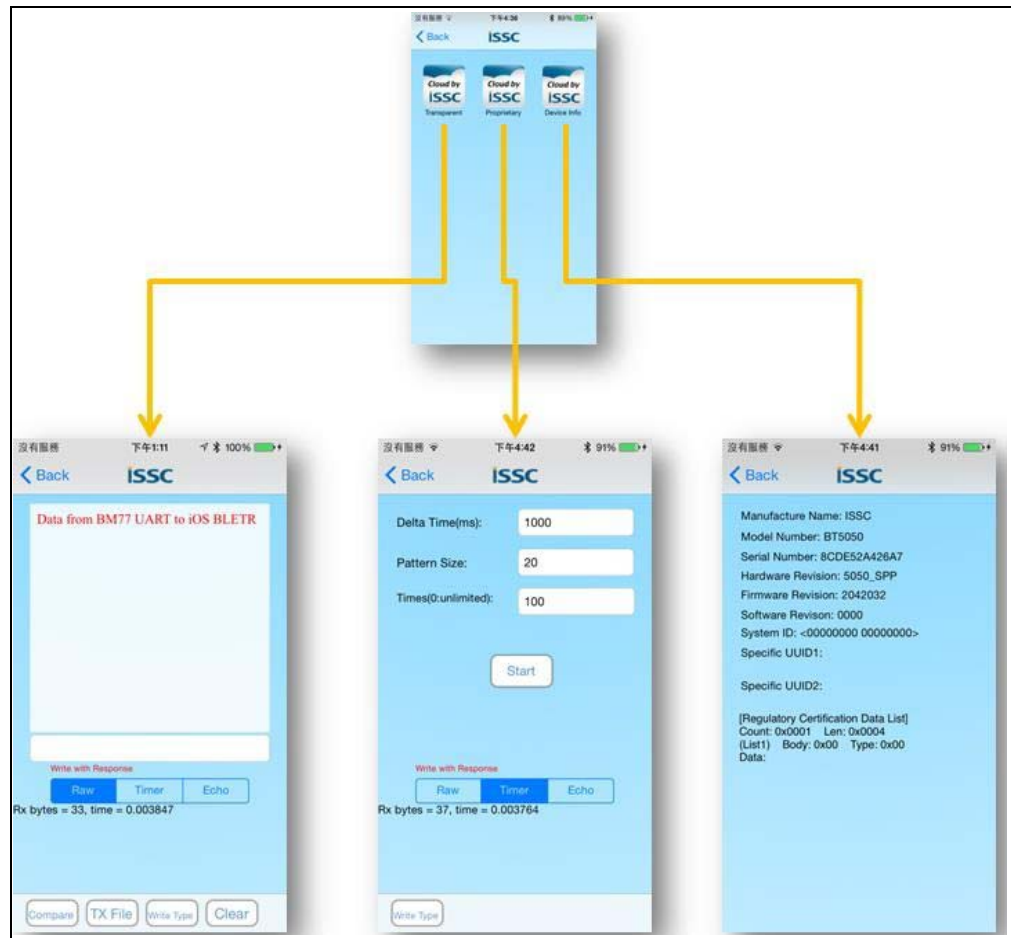 沒有服務 下午4:38 89%
Back ISSC
Cloud by ISSC Cloud by ISSC Cloud by ISSC
Transparent Proprietary Device Info
沒有服務 下午1:11 100%
Back ISSC
Data from BM77 UART to iOS BLETR
Write with Response
Raw Timer Echo
Rx bytes = 33, time = 0.003847
Compare TX File Write Type Clear
沒有服務 下午4:42 91%
Back ISSC
Delta Time(ms): 1000
Pattern Size: 20
Times(0:unlimited): 100
Start
Write with Response
Raw Timer Echo
Rx bytes = 37, time = 0.003764
Write Type
沒有服務 下午4:41 91%
Back ISSC
Manufacture Name: ISSC
Model Number: BT5050
Serial Number: 8CDE52A426A7
Hardware Revision: 5050_SPP
Firmware Revision: 2042032
Software Revison: 0000
System ID: <00000000 00000000>
Specific UUID1:
Specific UUID2:
[Regulatory Certification Data List]
Count: 0x0001 Len: 0x0004
(List1) Body: 0x00 Type: 0x00
Data: